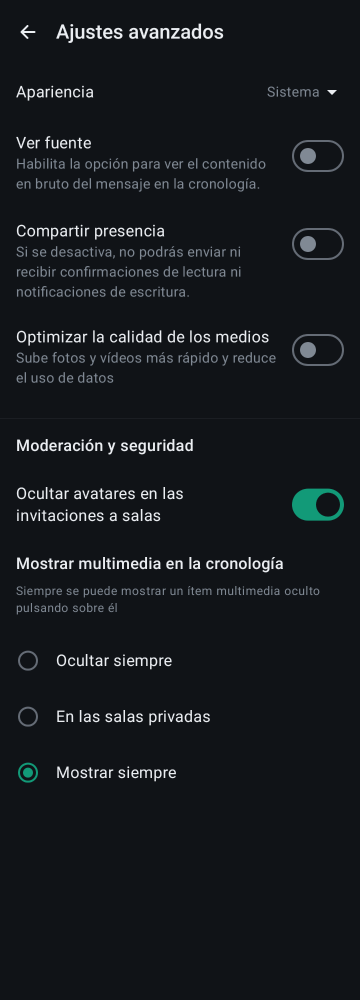 Ajustes avanzados
Apariencia
Sistema
Ver fuente
Habilita la opción para ver el contenido
en bruto del mensaje en la cronología.
Compartir presencia
Si se desactiva, no podrás enviar ni
recibir confirmaciones de lectura ni
notificaciones de escritura.
Optimizar la calidad de los medios
Sube fotos y vídeos más rápido y reduce
el uso de datos
Moderación y seguridad
Ocultar avatares en las
invitaciones a salas
Mostrar multimedia en la cronología
Siempre se puede mostrar un ítem multimedia oculto
pulsando sobre él
Ocultar siempre
En las salas privadas
Mostrar siempre